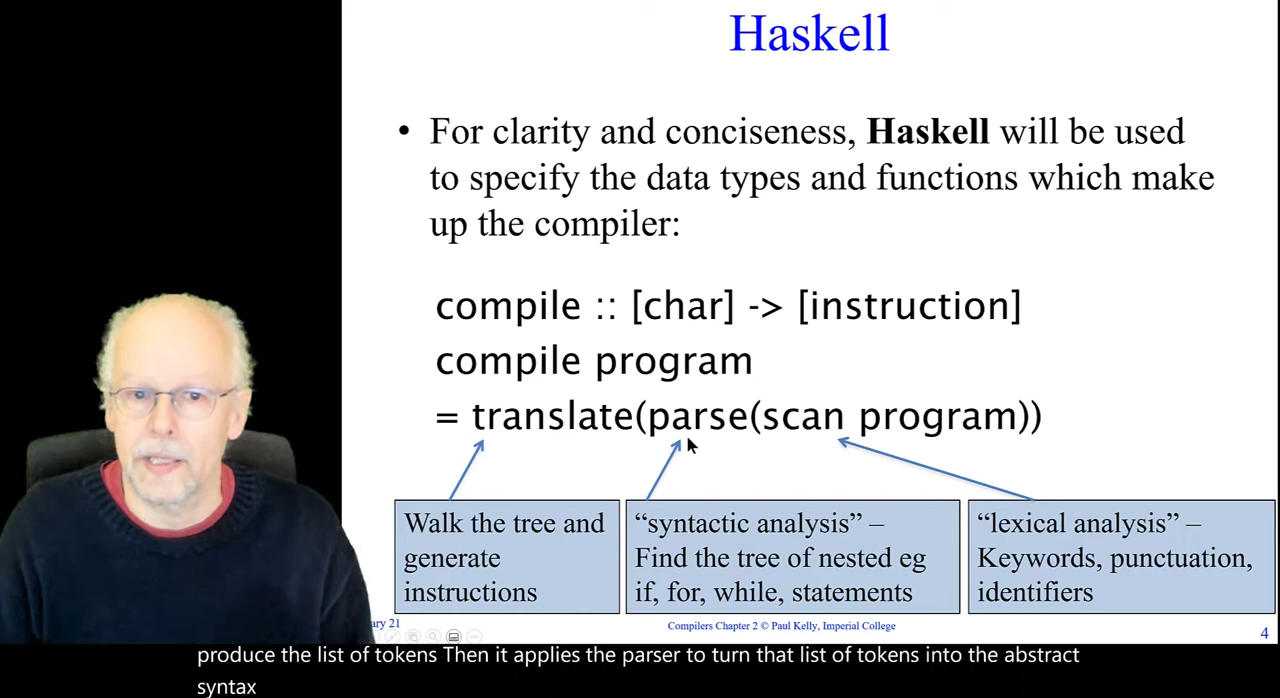 Haskell
• For clarity and conciseness, Haskell will be used
to specify the data types and functions which make
up the compiler:
compile :: [char] -> [instruction]
compile program
= translate(parse(scan program))
Walk the tree and
generate
instructions
“syntactic analysis” –
Find the tree of nested eg
if, for, while, statements
“lexical analysis” –
Keywords, punctuation,
identifiers
ary 21
Compilers Chapter 2 © Paul Kelly, Imperial College
4
produce the list of tokens Then it applies the parser to turn that list of tokens into the abstract
syntax